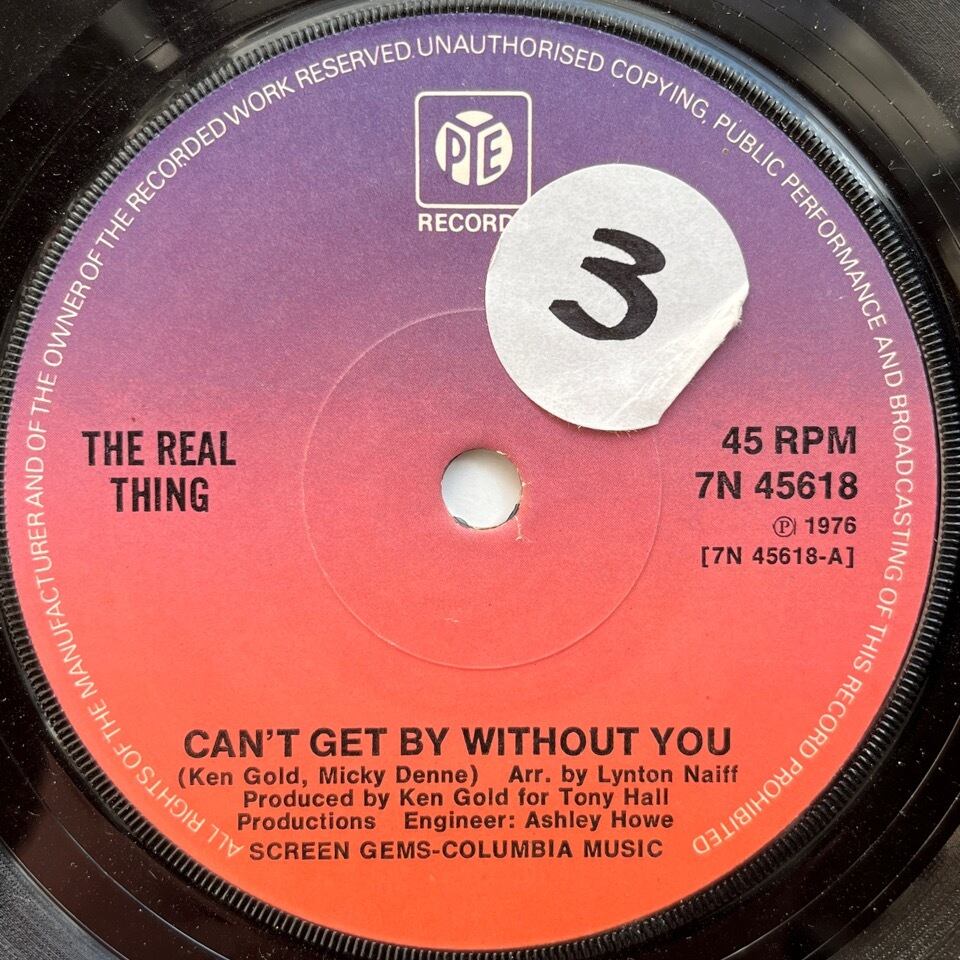 ALL RIGHTS OF THE MANUFACTURER AND OF THE OWNER OF THE RECORDED WORK RESERVED. UNAUTHORISED COPYING, PUBLIC PERFORMANCE AND BROADCASTING OF THIS RECORD PROHIBITED
PYE
RECORDS
3
THE REAL
THING
45 RPM
7N 45618
℗ 1976
[7N 45618-A]
CAN'T GET BY WITHOUT YOU
(Ken Gold, Micky Denne) Arr. by Lynton Naiff
Produced by Ken Gold for Tony Hall
Productions Engineer: Ashley Howe
SCREEN GEMS-COLUMBIA MUSIC